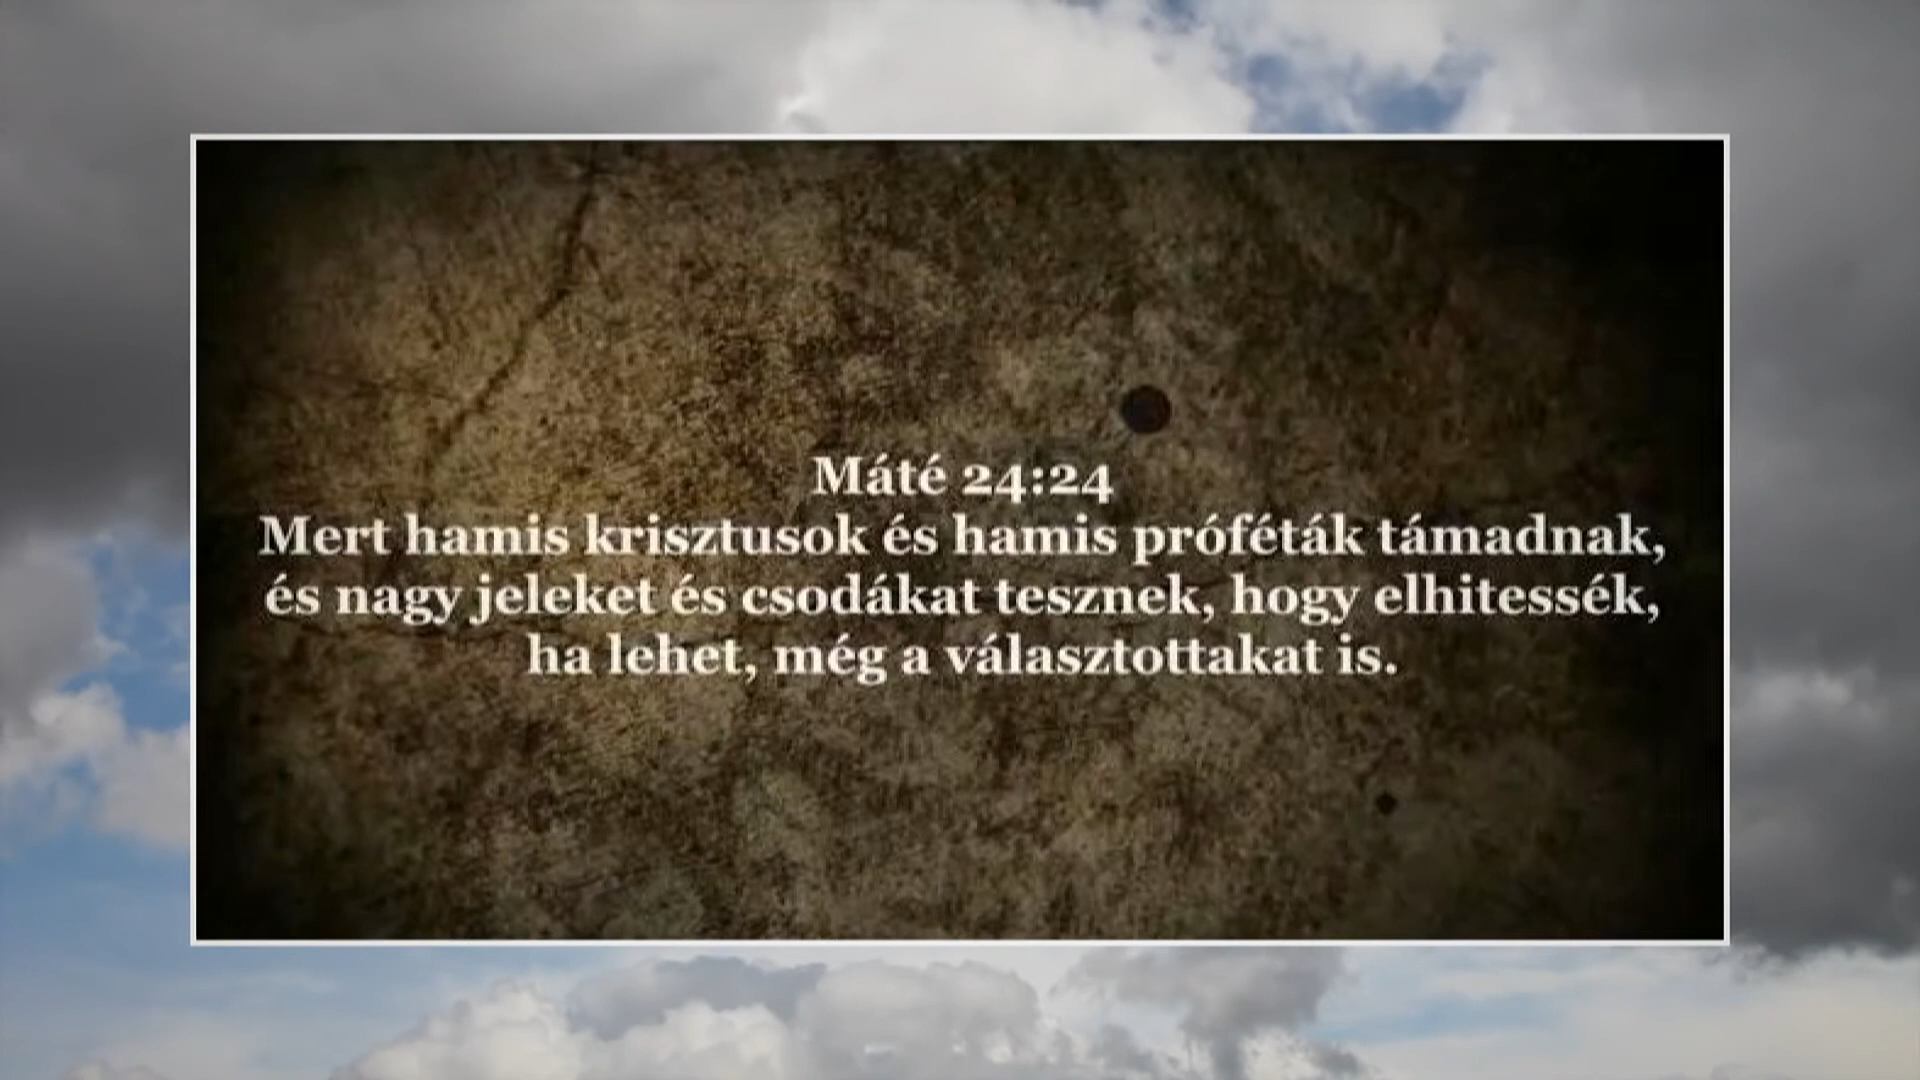 Máté 24:24
Mert hamis krisztusok és hamis próféták támadnak,
és nagy jeleket és csodákat tesznek, hogy elhitessék,
ha lehet, még a választottakat is.